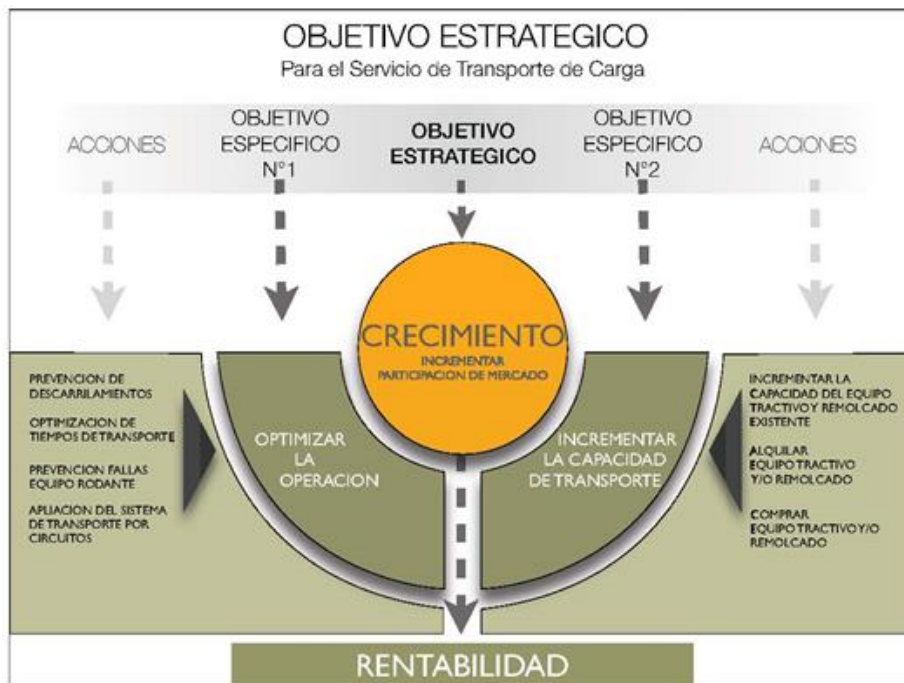 OBJETIVO ESTRATEGICO
Para el Servicio de Transporte de Carga
ACCIONES
OBJETIVO
ESPECIFICO
N°1
OBJETIVO
ESTRATEGICO
OBJETIVO
ESPECIFICO
N°2
ACCIONES
CRECIMIENTO
INCREMENTAR
PARTICIPACION DE MERCADO
PREVENCION DE
DESCARRILAMIENTOS
OPTIMIZACION DE
TIEMPOS DE TRANSPORTE
PREVENCION FALLAS
EQUIPO RODANTE
APLIACION DEL SISTEMA
DE TRANSPORTE POR
CIRCUITOS
OPTIMIZAR
LA
OPERACION
INCREMENTAR
LA CAPACIDAD
DE TRANSPORTE
INCREMENTAR LA
CAPACIDAD DEL EQUIPO
TRACTIVO Y REMOLCADO
EXISTENTE
ALQUILAR
EQUIPO TRACTIVO
Y/O REMOLCADO
COMPRAR
EQUIPO TRACTIVO Y/O
REMOLCADO
RENTABILIDAD